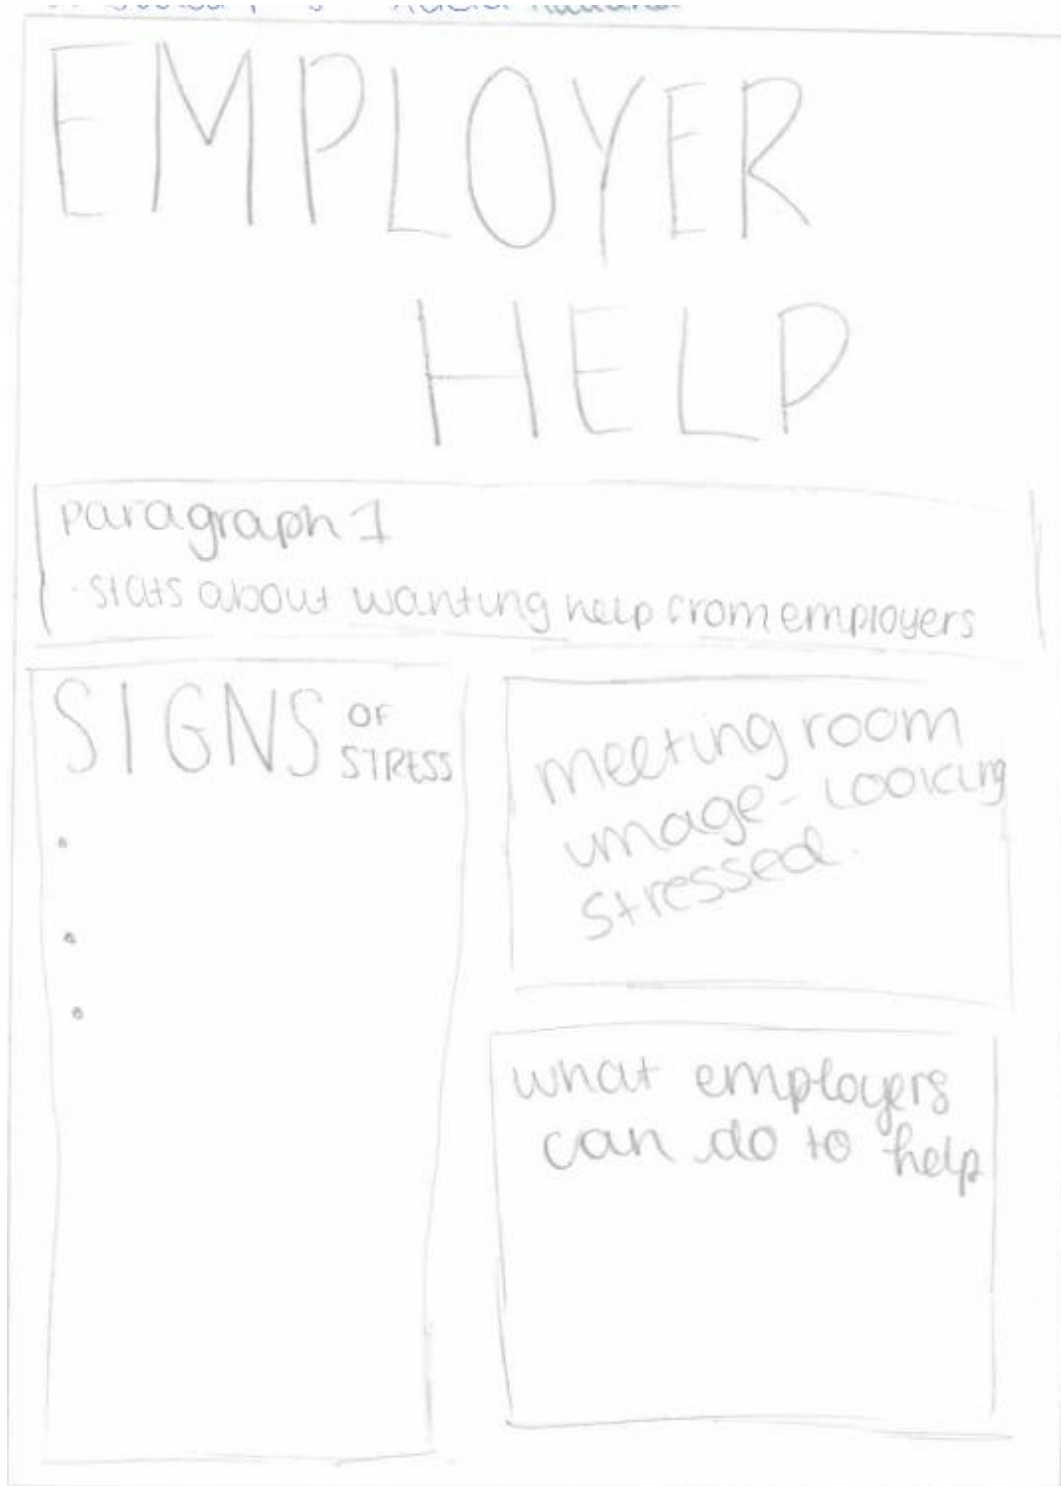 EMPLOYER
HELP
paragraph 1
· stats about wanting help from employers
SIGNS OF STRESS
meeting room
image - looking
stressed.
what employers
can do to help